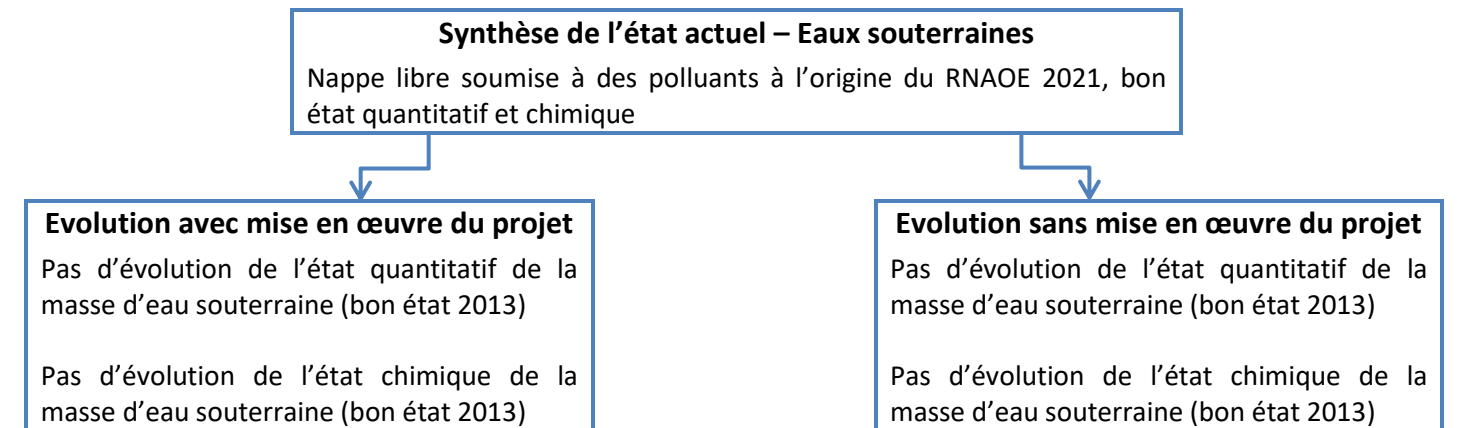 Synthèse de l’état actuel – Eaux souterraines
Nappe libre soumise à des polluants à l’origine du RNAOE 2021, bon
état quantitatif et chimique
Evolution avec mise en œuvre du projet
Pas d’évolution de l’état quantitatif de la
masse d’eau souterraine (bon état 2013)
Pas d’évolution de l’état chimique de la
masse d’eau souterraine (bon état 2013)
Evolution sans mise en œuvre du projet
Pas d’évolution de l’état quantitatif de la
masse d’eau souterraine (bon état 2013)
Pas d’évolution de l’état chimique de la
masse d’eau souterraine (bon état 2013)